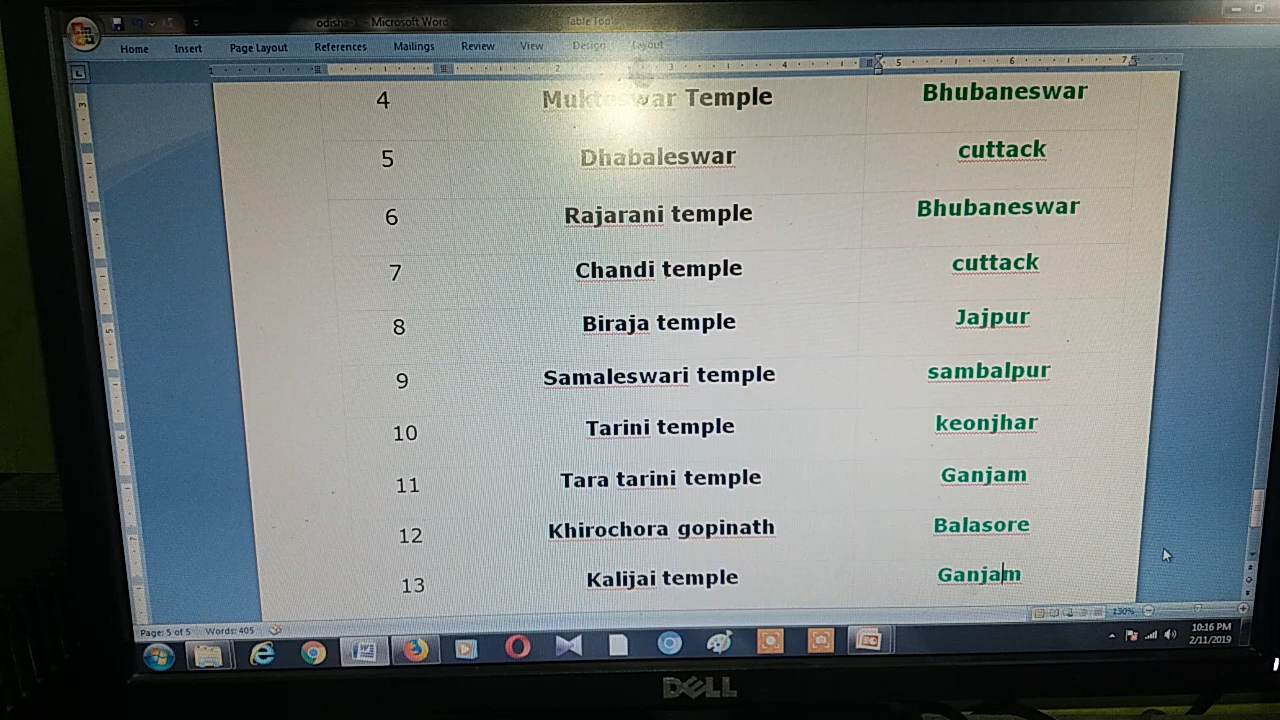 odisha-1 - Microsoft Word Table Tool
Home Insert Page Layout References Mailings Review View Design Layout
4 Mukteswar Temple Bhubaneswar
5 Dhabaleswar cuttack
6 Rajarani temple Bhubaneswar
7 Chandi temple cuttack
8 Biraja temple Jajpur
9 Samaleswari temple sambalpur
10 Tarini temple keonjhar
11 Tara tarini temple Ganjam
12 Khirochora gopinath Balasore
13 Kalijai temple Ganjam
Page: 5 of 5 Words: 405 130%
10:16 PM
2/11/2019
DELL